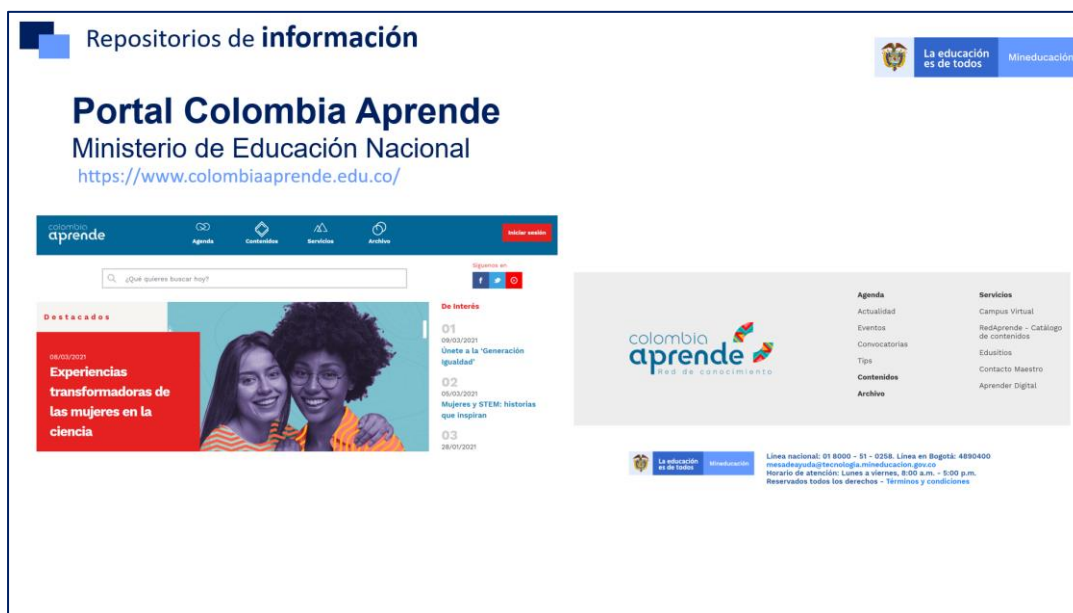 Repositorios de información
La educación
es de todos
Mineducación
Portal Colombia Aprende
Ministerio de Educación Nacional
https://www.colombiaaprende.edu.co/
colombia
aprende
Agenda
Contenidos
Servicios
Archivo
Iniciar sesión
¿Qué quieres buscar hoy?
Síguenos en
Destacados
08/03/2021
Experiencias
transformadoras de
las mujeres en la
ciencia
De Interés
01
09/03/2021
Únete a la 'Generación
Igualdad'
02
05/03/2021
Mujeres y STEM: historias
que inspiran
03
28/01/2021
colombia
aprende
Red de conocimiento
Agenda
Actualidad
Eventos
Convocatorias
Tips
Contenidos
Archivo
Servicios
Campus Virtual
RedAprende - Catálogo
de contenidos
Edusitios
Contacto Maestro
Aprender Digital
La educación
es de todos
Mineducación
Línea nacional: 01 8000 - 51 - 0258. Línea en Bogotá: 4890400
mesadeayuda@tecnologia.mineducacion.gov.co
Horario de atención: Lunes a viernes, 8:00 a.m. - 5:00 p.m.
Reservados todos los derechos - Términos y condiciones